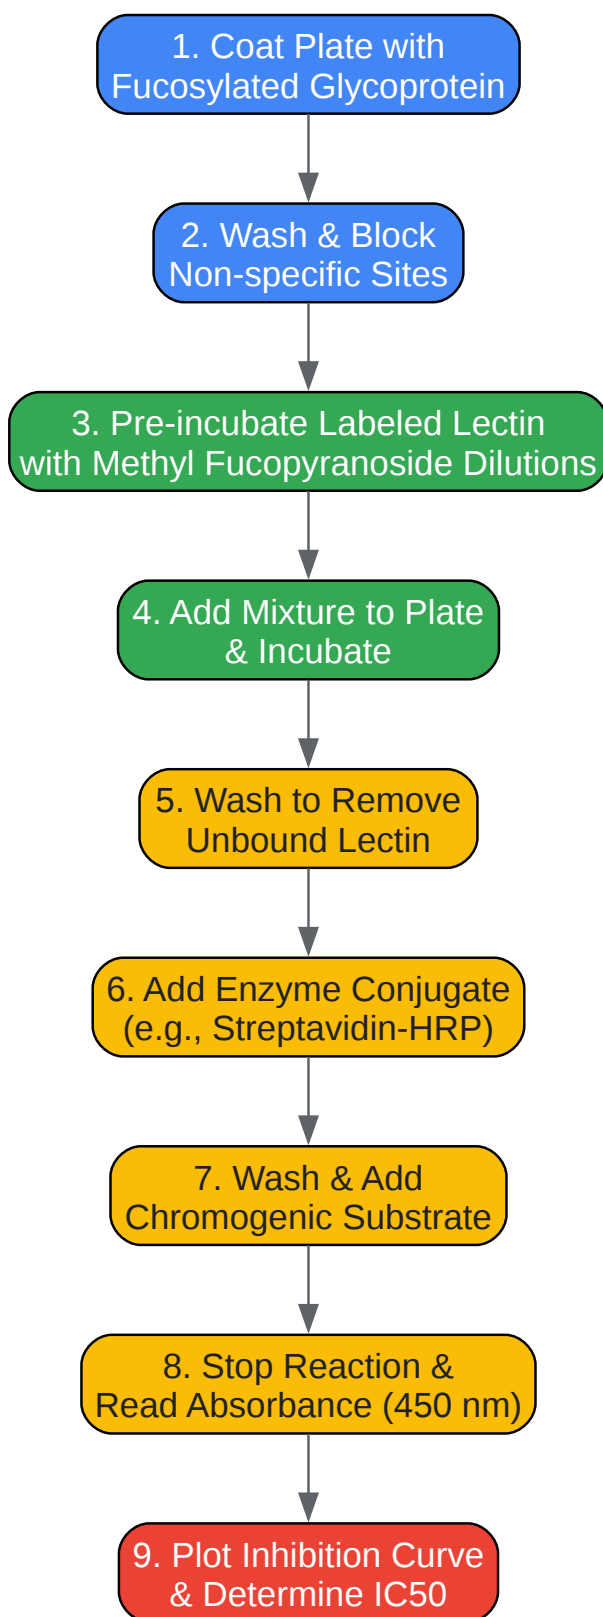 1. Coat Plate with
Fucosylated Glycoprotein
2. Wash & Block
Non-specific Sites
3. Pre-incubate Labeled Lectin
with Methyl Fucopyranoside Dilutions
4. Add Mixture to Plate
& Incubate
5. Wash to Remove
Unbound Lectin
6. Add Enzyme Conjugate
(e.g., Streptavidin-HRP)
7. Wash & Add
Chromogenic Substrate
8. Stop Reaction &
Read Absorbance (450 nm)
9. Plot Inhibition Curve
& Determine IC50